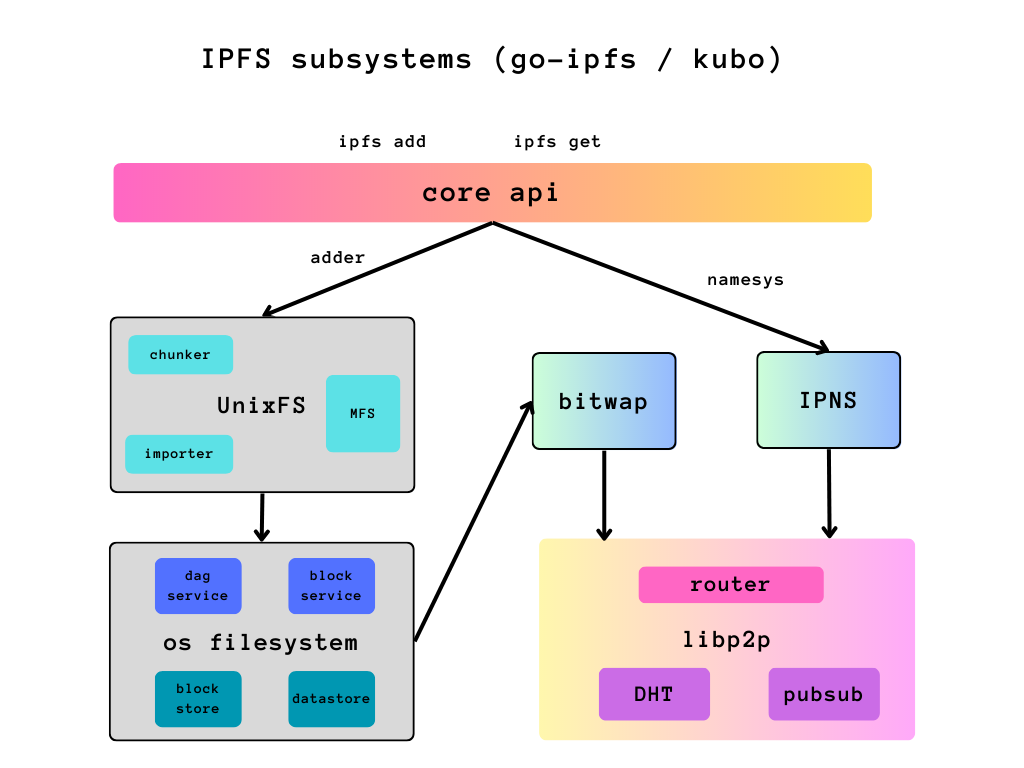 IPFS subsystems (go-ipfs / kubo)
ipfs add
ipfs get
core api
adder
namesys
chunker
UnixFS
MFS
importer
bitwap
IPNS
dag
service
block
service
os filesystem
block
store
datastore
router
libp2p
DHT
pubsub